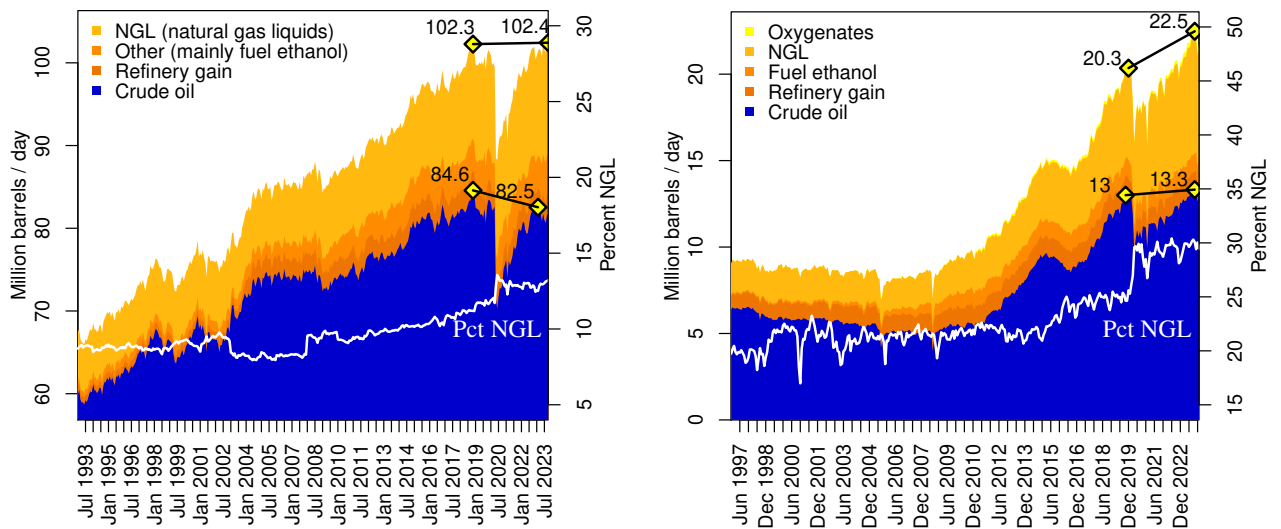 NGL (natural gas liquids)
Other (mainly fuel ethanol)
Refinery gain
Crude oil
102.3
102.4
84.6
82.5
Pct NGL
Million barrels / day
60
70
80
90
100
Percent NGL
5
10
15
20
25
30
Jul 1993
Jan 1995
Jul 1996
Jan 1998
Jul 1999
Jan 2001
Jul 2002
Jan 2004
Jul 2005
Jan 2007
Jul 2008
Jan 2010
Jul 2011
Jan 2013
Jul 2014
Jan 2016
Jul 2017
Jan 2019
Jul 2020
Jan 2022
Jul 2023
Oxygenates
NGL
Fuel ethanol
Refinery gain
Crude oil
20.3
22.5
13
13.3
Pct NGL
Million barrels / day
0
5
10
15
20
Percent NGL
15
20
25
30
35
40
45
50
Jun 1997
Dec 1998
Jun 2000
Dec 2001
Jun 2003
Dec 2004
Jun 2006
Dec 2007
Jun 2009
Dec 2010
Jun 2012
Dec 2013
Jun 2015
Dec 2016
Jun 2018
Dec 2019
Jun 2021
Dec 2022